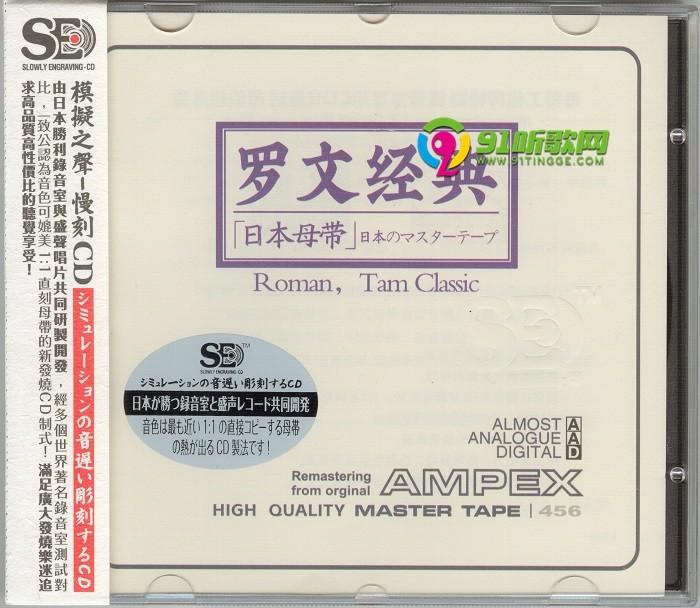 SED
SLOWLY ENGRAVING-CD
模擬之聲-慢刻CD
シミュレーションの音遅い彫刻するCD
由日本勝利錄音室與盛聲唱片共同研製開發，經多個世界著名錄音室測試對
比，一致公認為音色可媲美1:1直刻母帶的新發燒CD制式！滿足廣大發燒樂迷追
求高品質高性價比的聽覺享受！
91听歌网
WWW.91TINGGE.COM
罗文经典
「日本母带」日本のマスターテープ
Roman, Tam Classic
SED TM
SED TM
SLOWLY ENGRAVING-CD
シミュレーションの音遅い彫刻するCD
日本が勝つ録音室と盛声レコード共同開発
音色は最も近い1:1の直接コピーする母帯
の熱が出るCD製法です!
ALMOST A
ANALOGUE A
DIGITAL D
Remastering
from orginal AMPEX
HIGH QUALITY MASTER TAPE | 456